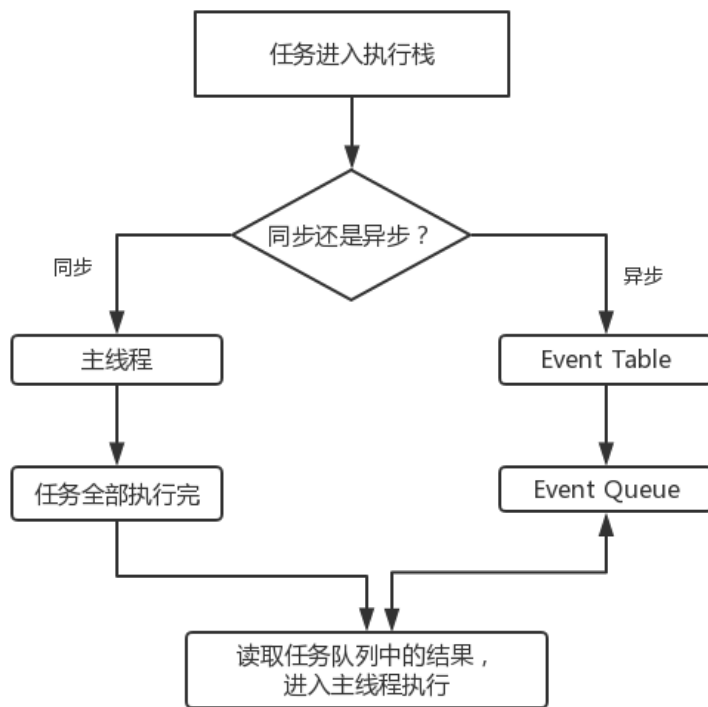 任务进入执行栈
同步还是异步？
同步
异步
主线程
Event Table
任务全部执行完
Event Queue
读取任务队列中的结果，
进入主线程执行